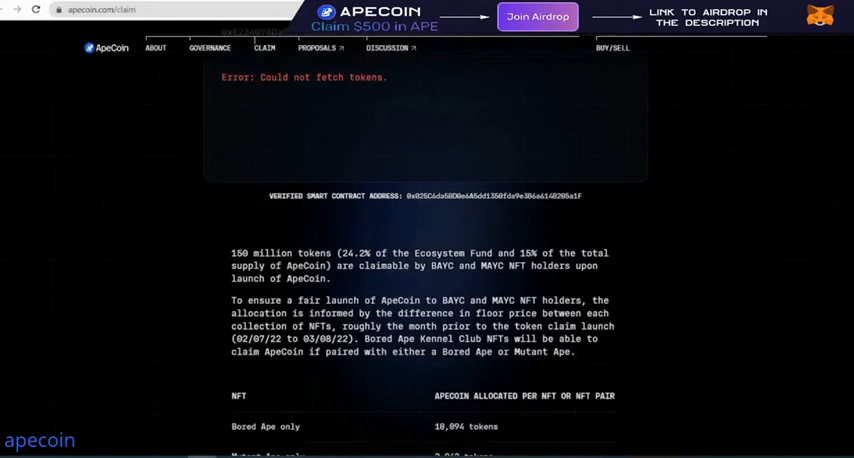 apecoin.com/claim
APECOIN
Claim $500 in APE
Join Airdrop
LINK TO AIRDROP IN
THE DESCRIPTION
ApeCoin ABOUT GOVERNANCE CLAIM PROPOSALS DISCUSSION BUY/SELL
Error: Could not fetch tokens.
VERIFIED SMART CONTRACT ADDRESS: 0x025C6da5BD0e6A5dd1350fda9e3B6a614B205a1F
150 million tokens (24.2% of the Ecosystem Fund and 15% of the total
supply of ApeCoin) are claimable by BAYC and MAYC NFT holders upon
launch of ApeCoin.
To ensure a fair launch of ApeCoin to BAYC and MAYC NFT holders, the
allocation is informed by the difference in floor price between each
collection of NFTs, roughly the month prior to the token claim launch
(02/07/22 to 03/08/22). Bored Ape Kennel Club NFTs will be able to
claim ApeCoin if paired with either a Bored Ape or Mutant Ape.
NFT APECOIN ALLOCATED PER NFT OR NFT PAIR
Bored Ape only 10,094 tokens
apecoin